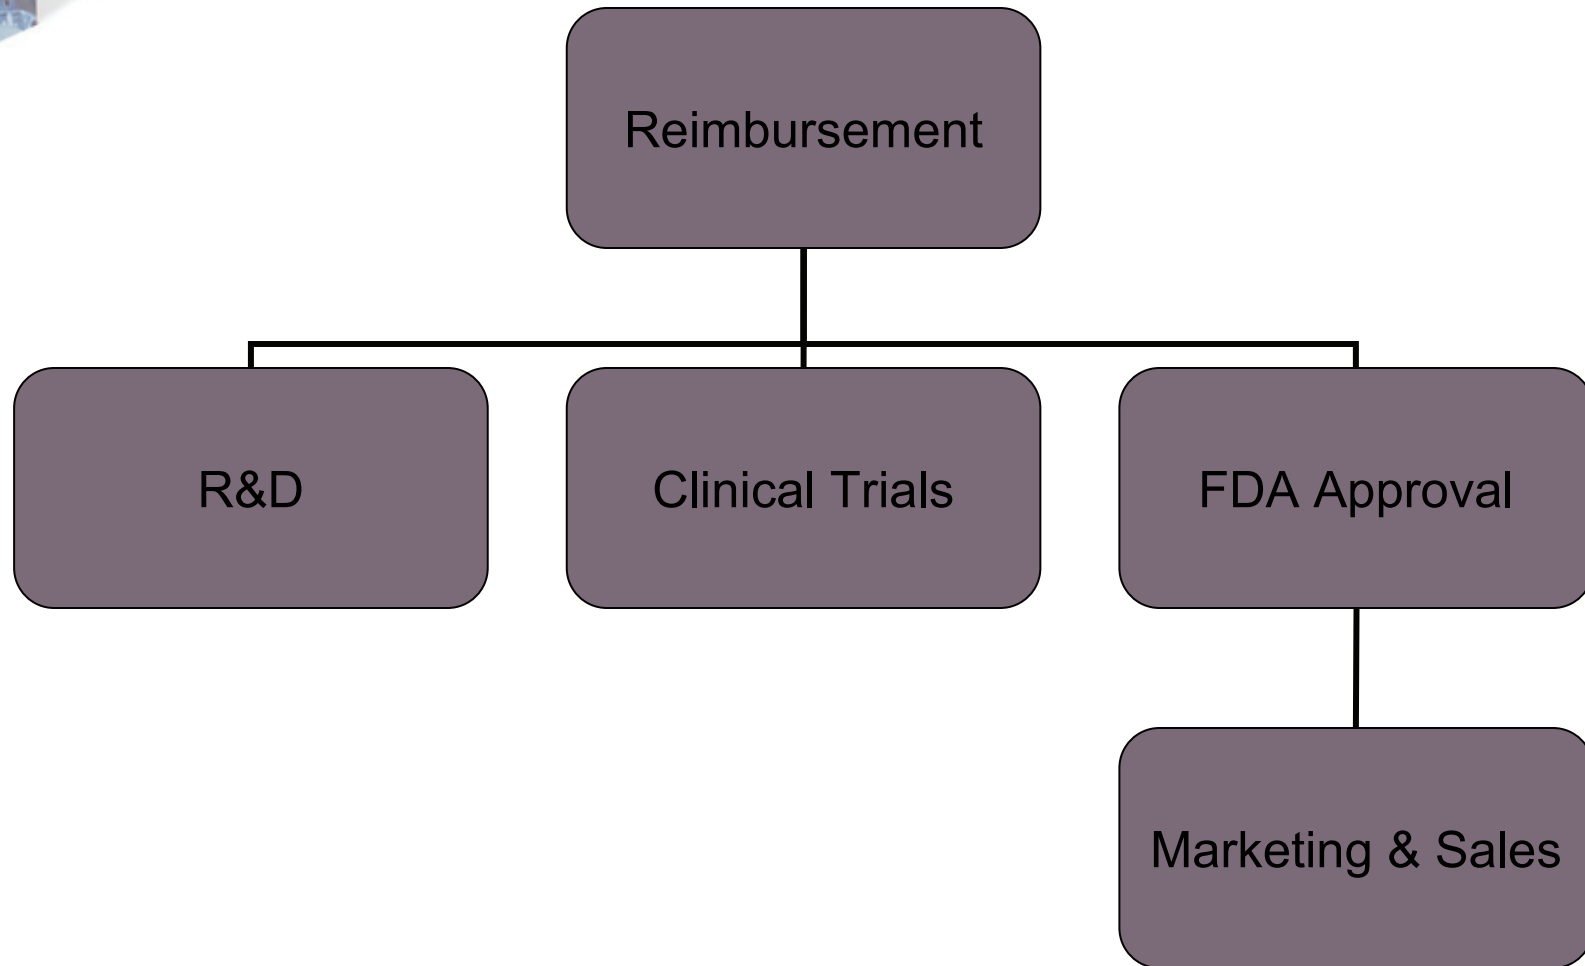 Reimbursement
R&D
Clinical Trials
FDA Approval
Marketing & Sales